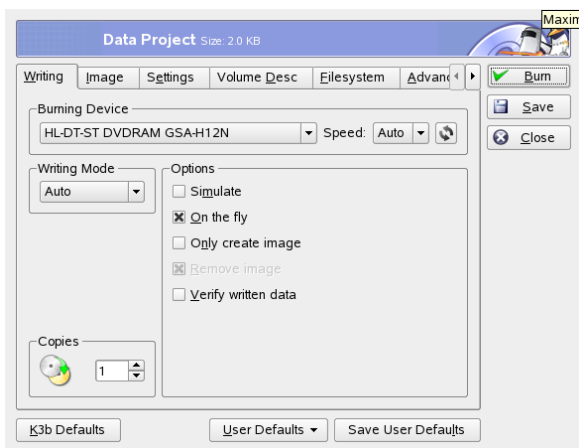 Maxim
Data Project Size: 2.0 KB
Writing Image Settings Volume Desc Filesystem Advanc
Burn
Save
Close
Burning Device
HL-DT-ST DVDRAM GSA-H12N Speed: Auto
Writing Mode
Auto
Options
Simulate
On the fly
Only create image
Remove image
Verify written data
Copies
1
K3b Defaults User Defaults Save User Defaults